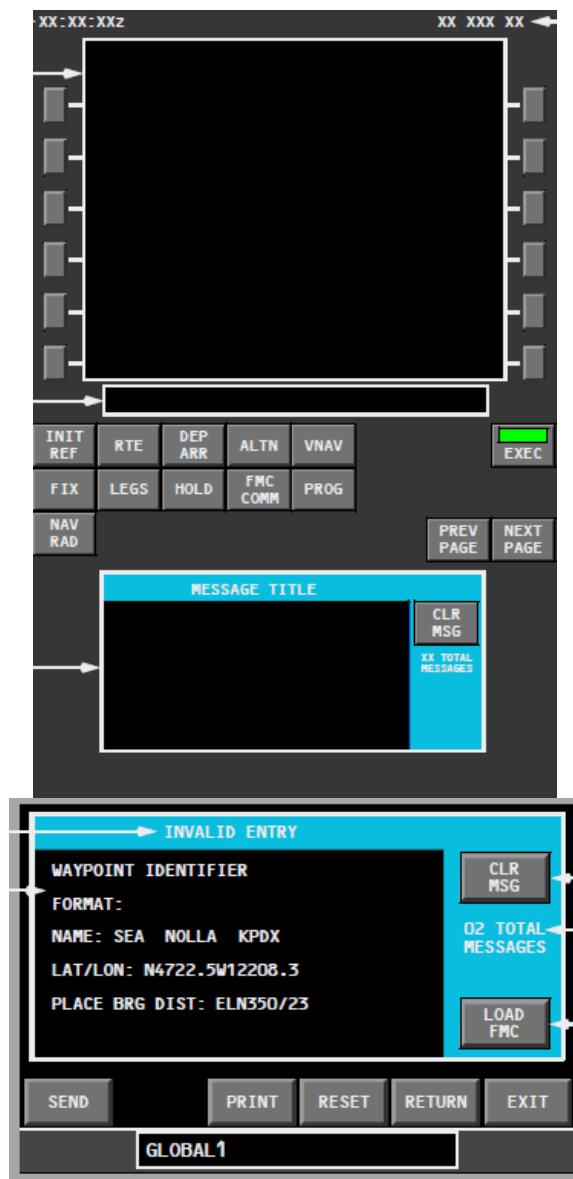 XX:XX:XXz XX XXX XX
INIT REF RTE DEP ARR ALTN VNAV EXEC
FIX LEGS HOLD FMC COMM PROG
NAV RAD PREV PAGE NEXT PAGE
MESSAGE TITLE
CLR
MSG
XX TOTAL
MESSAGES
INVALID ENTRY
WAYPOINT IDENTIFIER
FORMAT:
NAME: SEA NOLLA KPDX
LAT/LON: N4722.5W12208.3
PLACE BRG DIST: ELN350/23
CLR
MSG
02 TOTAL
MESSAGES
LOAD
FMC
SEND PRINT RESET RETURN EXIT
GLOBAL1